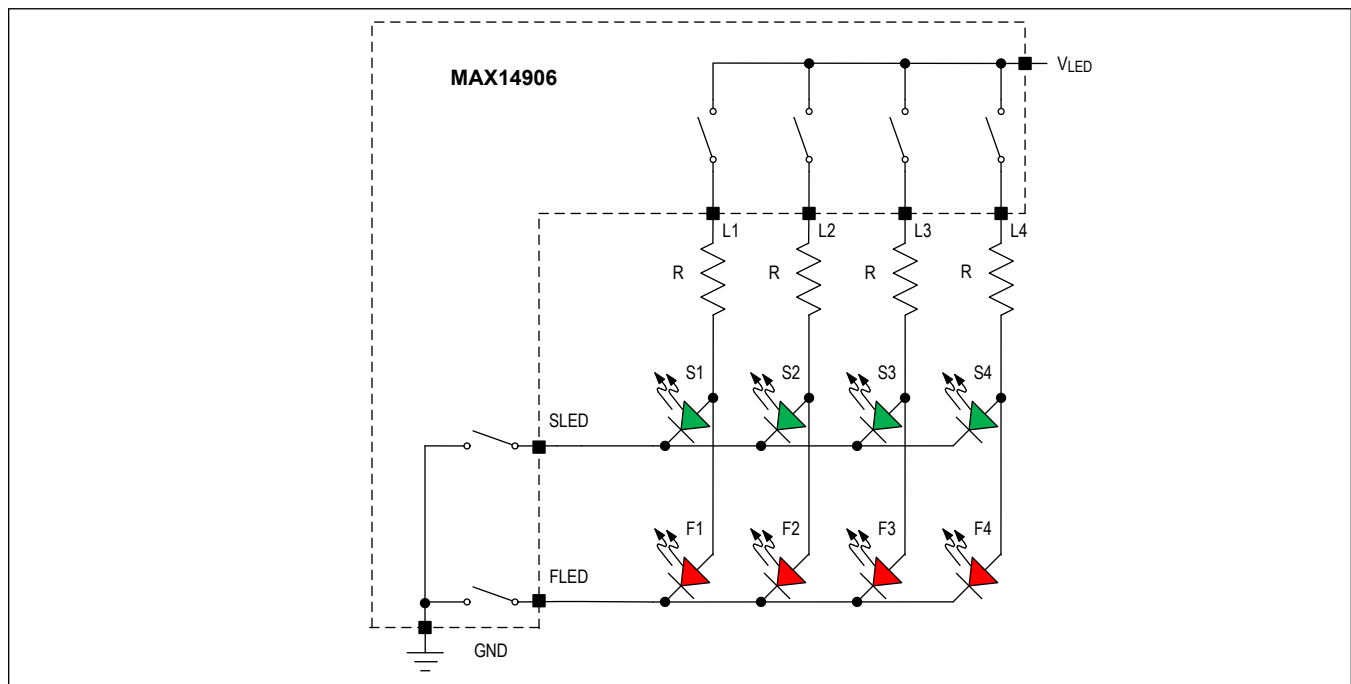 MAX14906
VLED
L1 L2 L3 L4
R R R R
S1 S2 S3 S4
SLED
F1 F2 F3 F4
FLED
GND